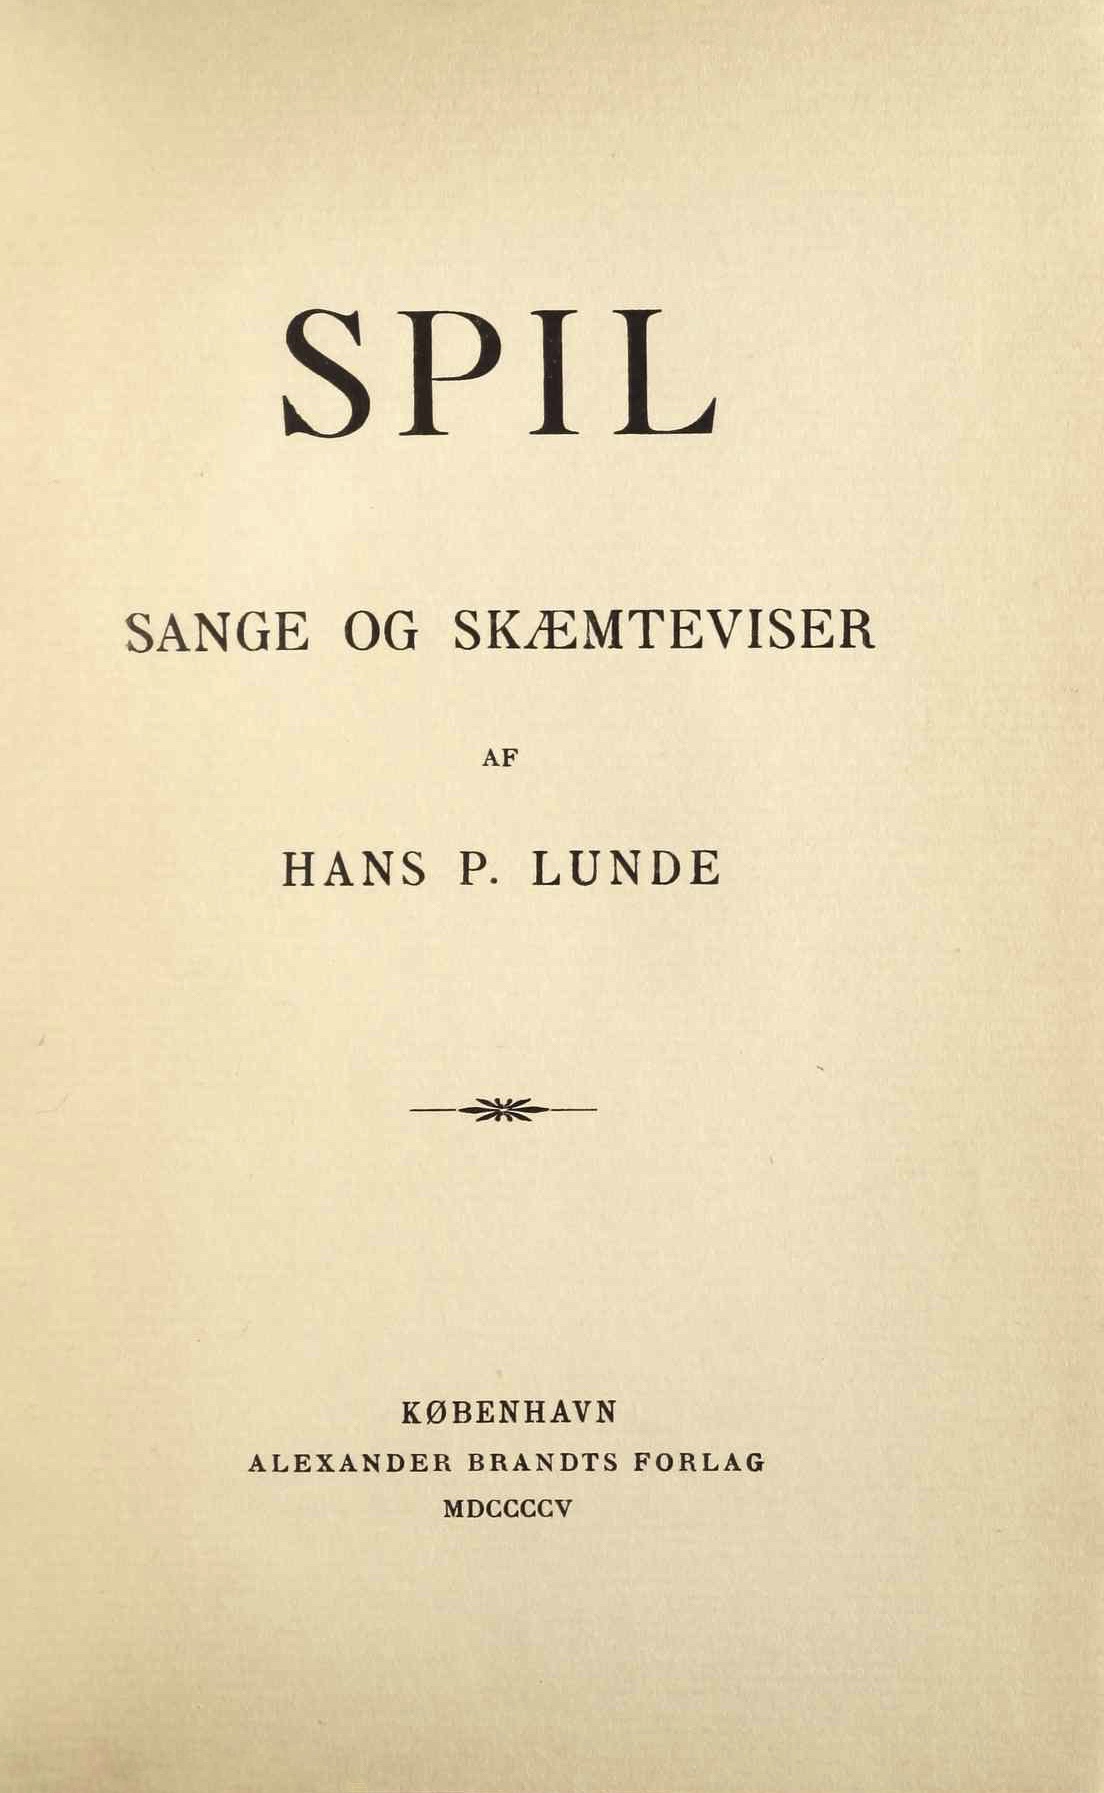 SPIL
SANGE OG SKÆMTEVISER
AF
HANS P. LUNDE
KØBENHAVN
ALEXANDER BRANDTS FORLAG
MDCCCCV